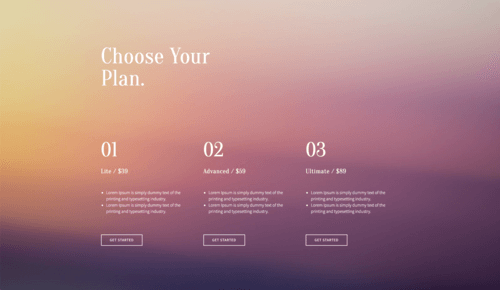 Choose Your
Plan.
01
02
03
Lite / $39
Advanced / $59
Ultimate / $89
• Lorem Ipsum is simply dummy text of the
printing and typesetting industry.
• Lorem Ipsum is simply dummy text of the
printing and typesetting industry.
• Lorem Ipsum is simply dummy text of the
printing and typesetting industry.
• Lorem Ipsum is simply dummy text of the
printing and typesetting industry.
• Lorem Ipsum is simply dummy text of the
printing and typesetting industry.
• Lorem Ipsum is simply dummy text of the
printing and typesetting industry.
GET STARTED
GET STARTED
GET STARTED